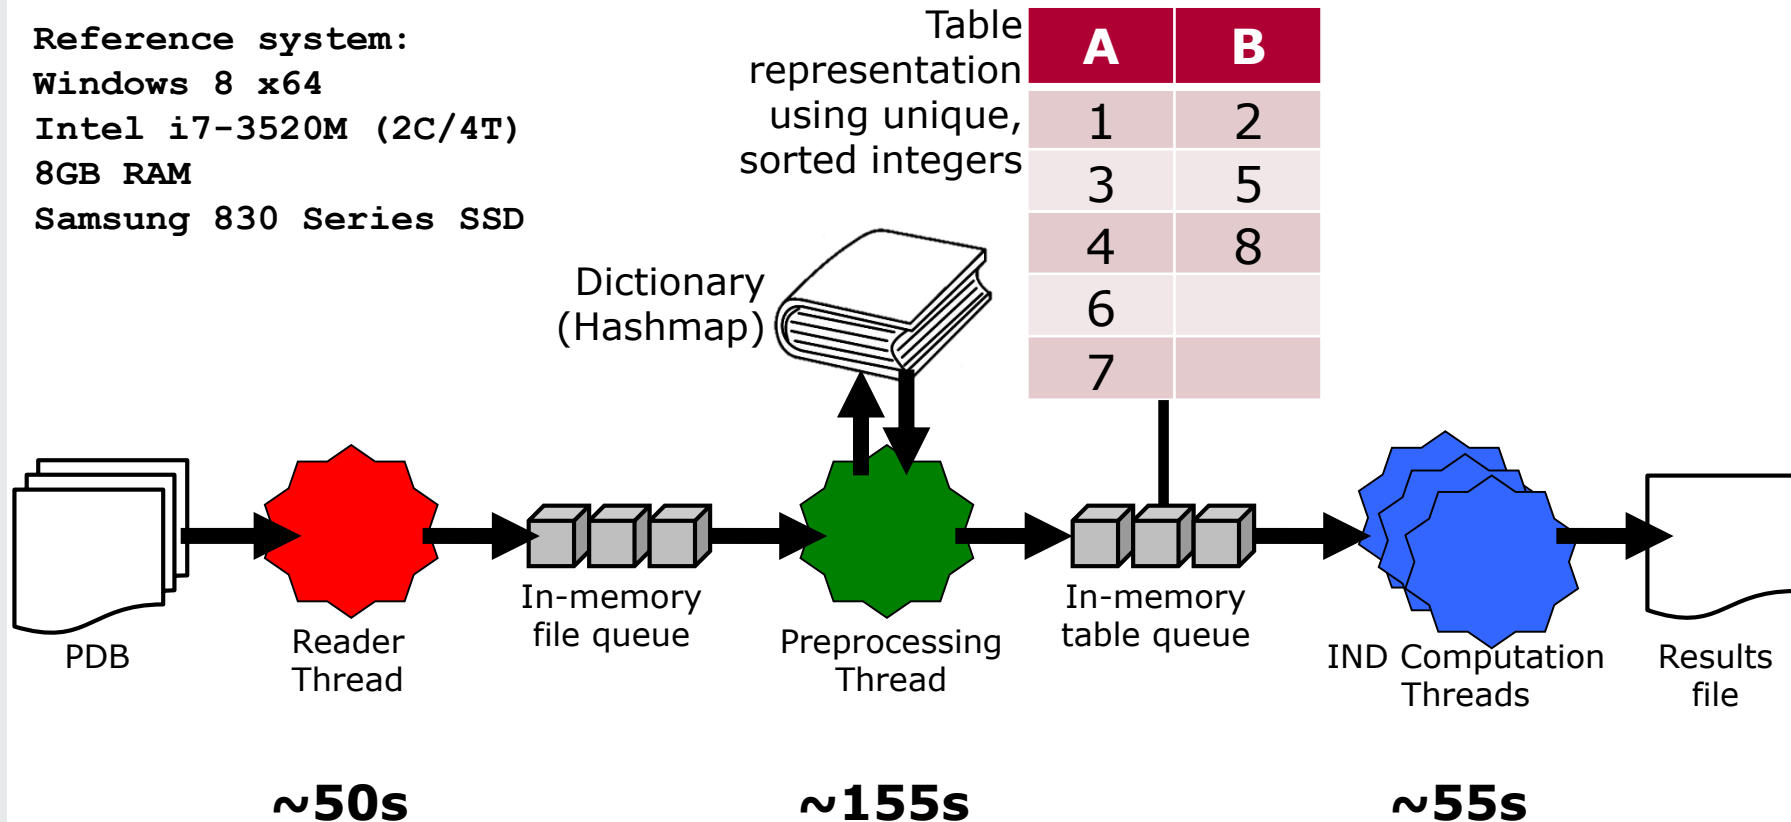 Reference system:
Windows 8 x64
Intel i7-3520M (2C/4T)
8GB RAM
Samsung 830 Series SSD
Table
representation
using unique,
sorted integers
A B
1 2
3 5
4 8
6
7
Dictionary
(Hashmap)
PDB
Reader
Thread
In-memory
file queue
Preprocessing
Thread
In-memory
table queue
IND Computation
Threads
Results
file
~50s
~155s
~55s